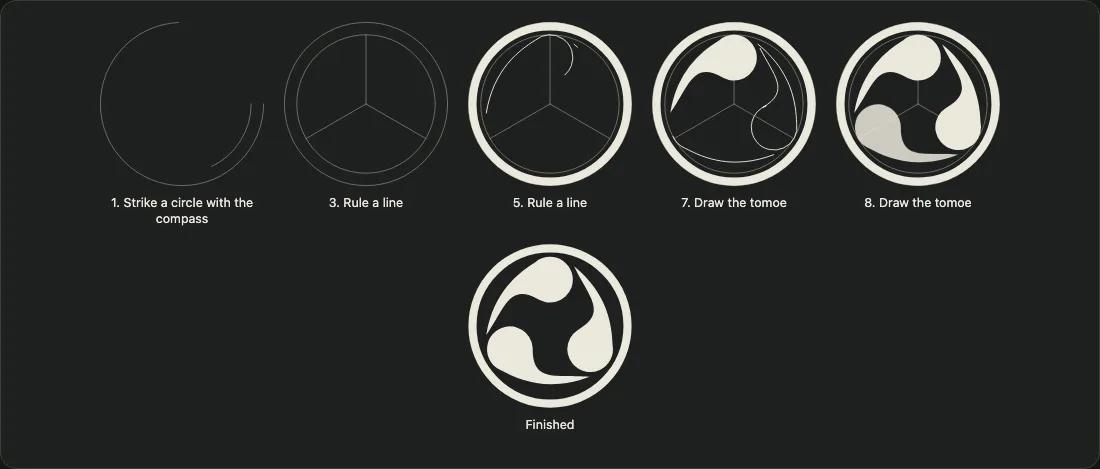 1. Strike a circle with the
compass
3. Rule a line
5. Rule a line
7. Draw the tomoe
8. Draw the tomoe
Finished